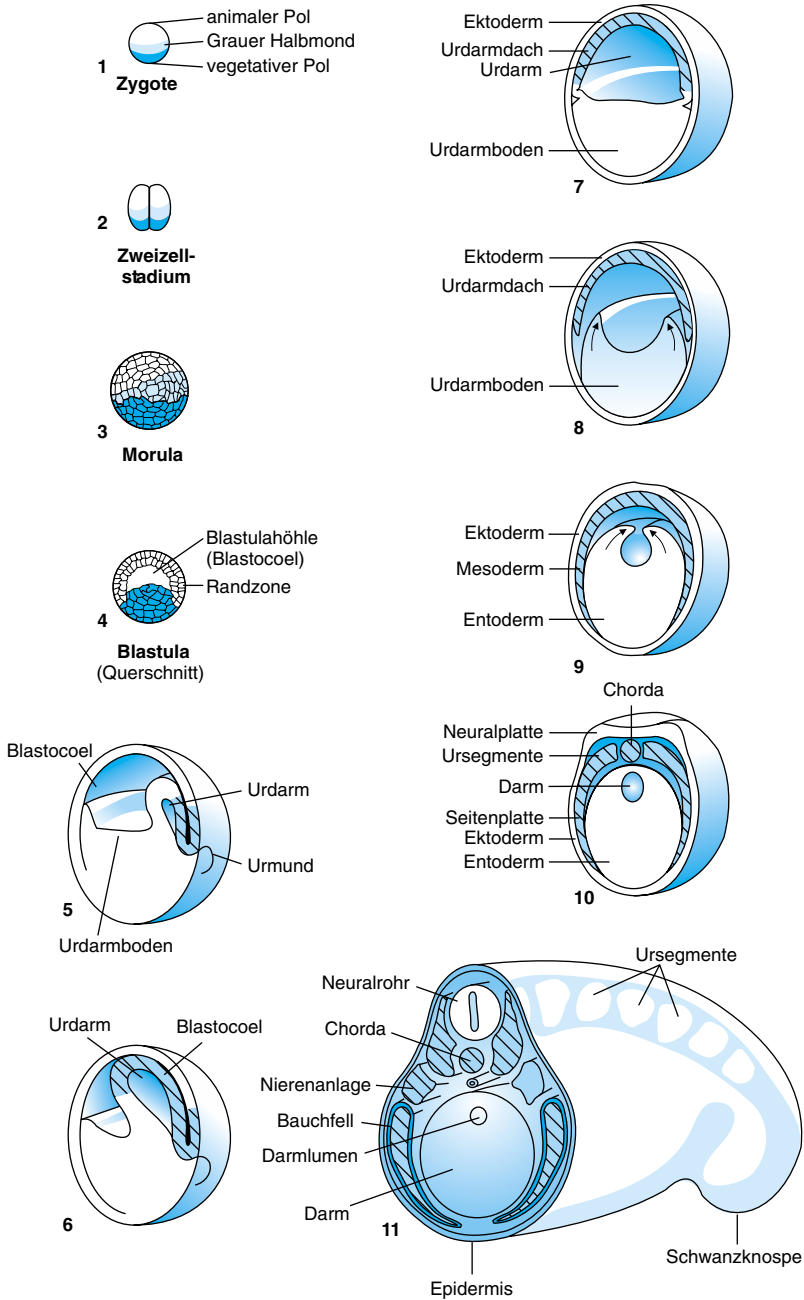 animaler Pol
Grauer Halbmond
vegetativer Pol
1
Zygote
2
Zweizell-
stadium
3
Morula
Blastulahöhle
(Blastocoel)
Randzone
4
Blastula
(Querschnitt)
Blastocoel
Urdarm
Urmund
5
Urdarmboden
Urdarm
Blastocoel
6
Ektoderm
Urdarmdach
Urdarm
Urdarmboden
7
Ektoderm
Urdarmdach
Urdarmboden
8
Ektoderm
Mesoderm
Entoderm
9
Chorda
Neuralplatte
Ursegmente
Darm
Seitenplatte
Ektoderm
Entoderm
10
Ursegmente
Neuralrohr
Chorda
Nierenanlage
Bauchfell
Darmlumen
Darm
11
Schwanzknospe
Epidermis